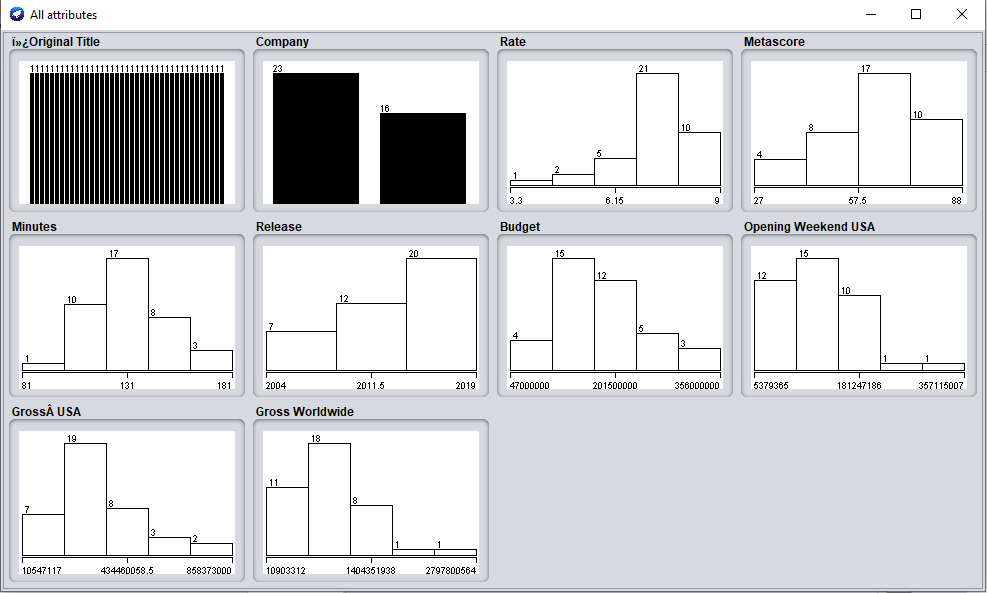 All attributes
ï»¿Original Title Company Rate Metascore
111111111111111111111111111111111111111 23 16 1 2 5 21 10 4 8 17 10
3.3 6.15 9 27 57.5 88
Minutes Release Budget Opening Weekend USA
1 10 17 8 3 7 12 20 4 15 12 5 3 12 15 10 1 1
81 131 181 2004 2011.5 2019 47000000 201500000 356000000 5379365 181247186 357115007
GrossÂ USA Gross Worldwide
7 19 8 3 2 11 18 8 1 1
10547117 434460058.5 858373000 10903312 1404351938 2797800564